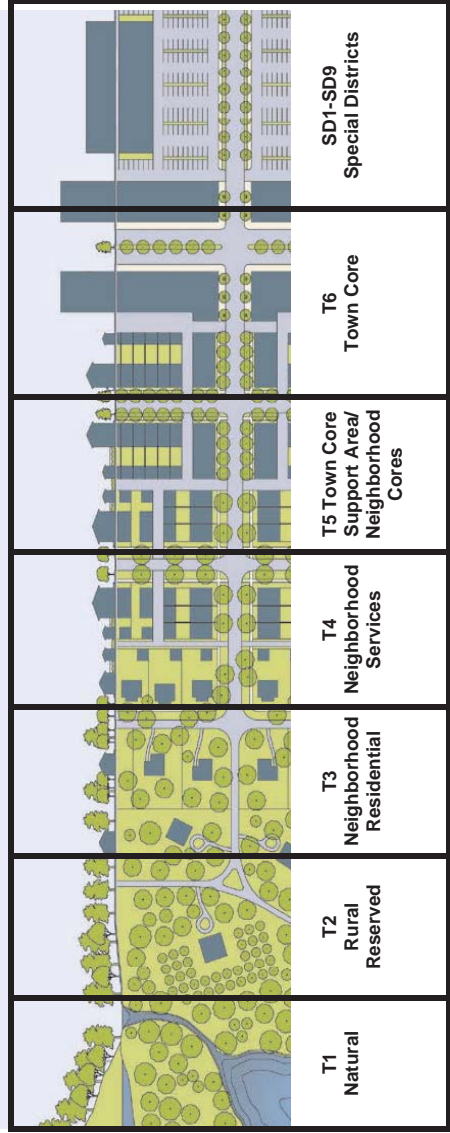 T1
Natural
T2
Rural
Reserved
T3
Neighborhood
Residential
T4
Neighborhood
Services
T5 Town Core
Support Area/
Neighborhood
Cores
T6
Town Core
SD1-SD9
Special Districts